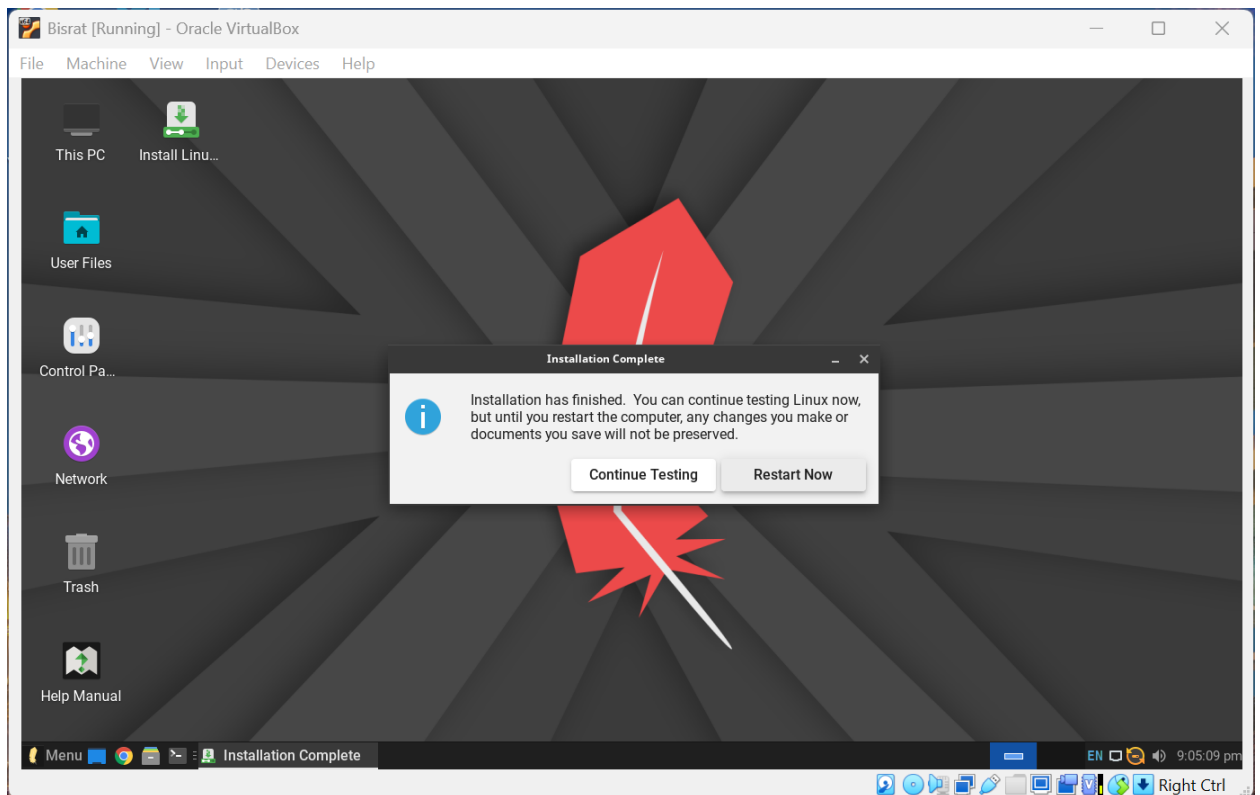 Bisrat [Running] - Oracle VirtualBox
File Machine View Input Devices Help
This PC
Install Linu...
User Files
Control Pa...
Network
Trash
Help Manual
Installation Complete
Installation has finished. You can continue testing Linux now,
but until you restart the computer, any changes you make or
documents you save will not be preserved.
Continue Testing
Restart Now
Menu
Installation Complete
EN
9:05:09 pm
Right Ctrl